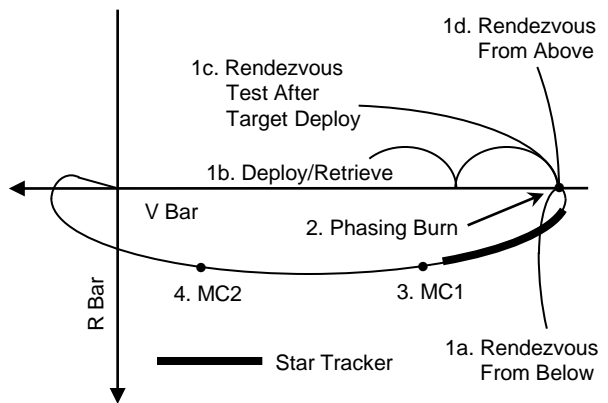 1d. Rendezvous
From Above
1c. Rendezvous
Test After
Target Deploy
1b. Deploy/Retrieve
V Bar
2. Phasing Burn
R Bar
4. MC2
3. MC1
1a. Rendezvous
From Below
Star Tracker